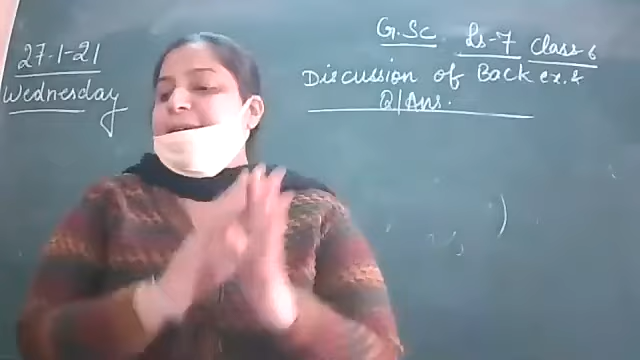 27-1-21
Wednesday
G.Sc Ls-7 Class-6
Discussion of Back ex. &
Q/Ans.